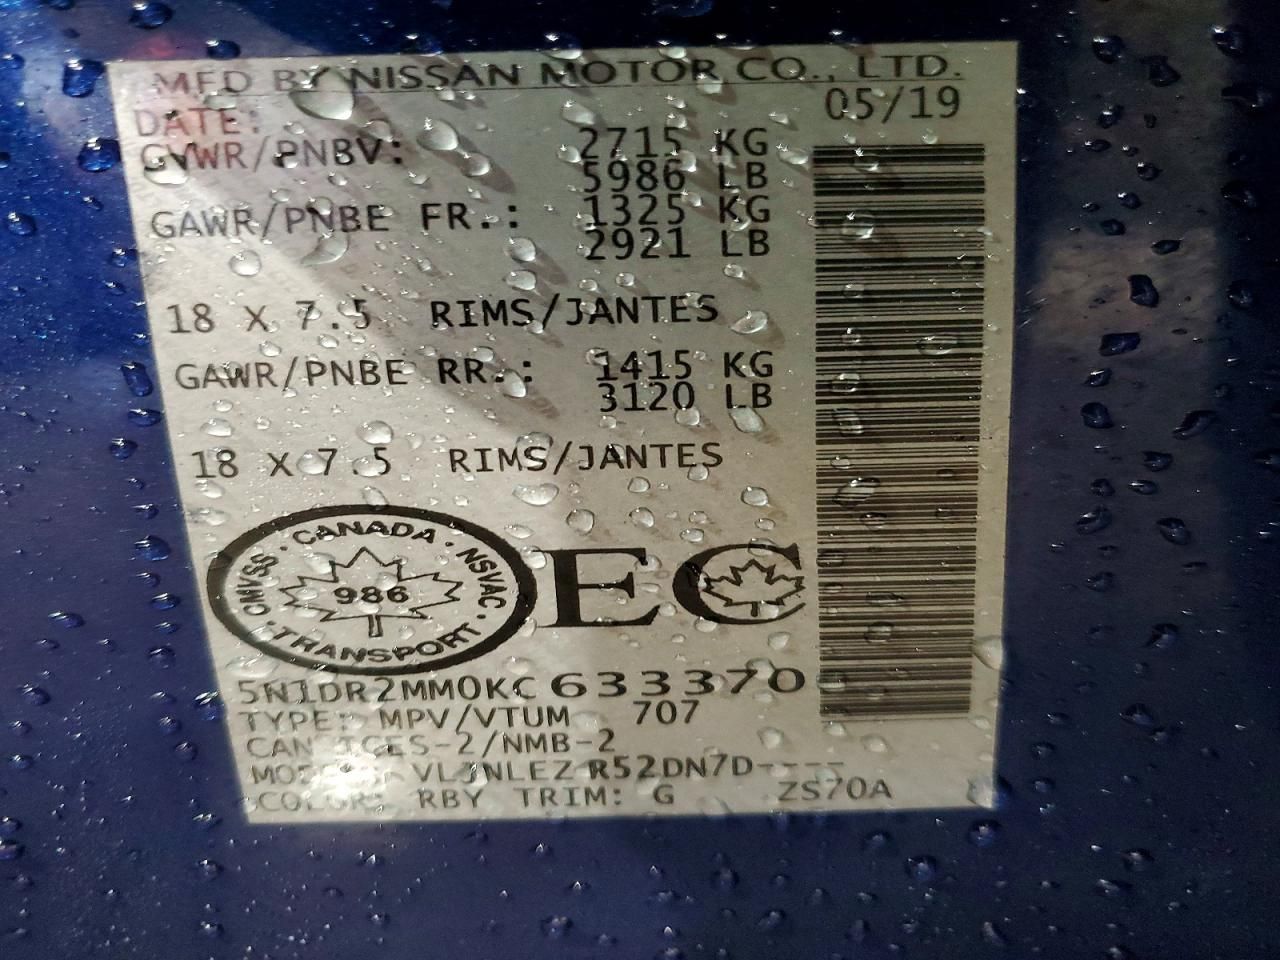 MFD BY NISSAN MOTOR CO., LTD.
DATE: 05/19
GVWR/PNBV: 2715 KG
5986 LB
GAWR/PNBE FR.: 1325 KG
2921 LB
18 X 7.5 RIMS/JANTES
GAWR/PNBE RR.: 1415 KG
3120 LB
18 X 7.5 RIMS/JANTES
CANADA · NSVAC · TRANSPORT · CMVSS ·
986
EC
5N1DR2MM0KC633370
TYPE: MPV/VTUM 707
CAN ICES-2/NMB-2
R52DN7D----
COLOR: RBY TRIM: G ZS70A